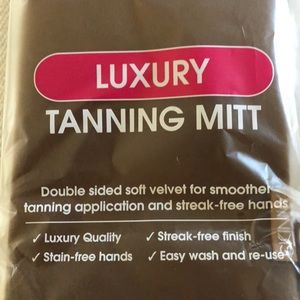 LUXURY
TANNING MITT
Double sided soft velvet for smoother
tanning application and streak-free hands
✓ Luxury Quality ✓ Streak-free finish
✓ Stain-free hands ✓ Easy wash and re-use*